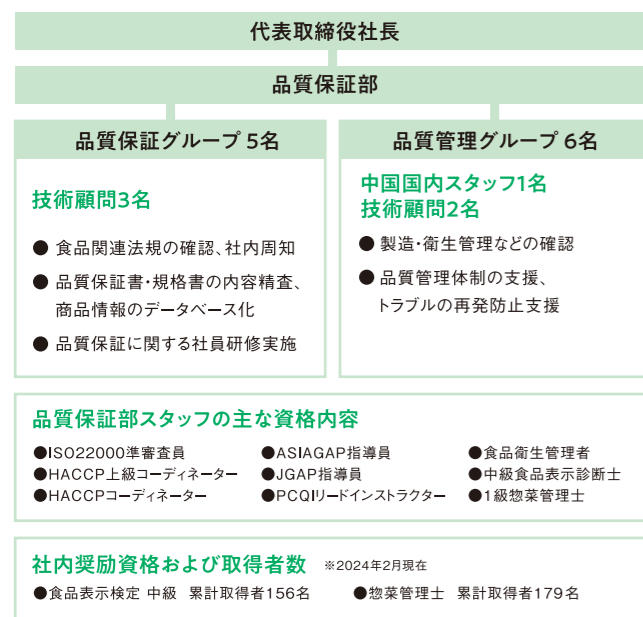 代表取締役社長
品質保証部
品質保証グループ 5名
技術顧問3名
● 食品関連法規の確認、社内周知
● 品質保証書・規格書の内容精査、
商品情報のデータベース化
● 品質保証に関する社員研修実施
品質管理グループ 6名
中国国内スタッフ1名
技術顧問2名
● 製造・衛生管理などの確認
● 品質管理体制の支援、
トラブルの再発防止支援
品質保証部スタッフの主な資格内容
●ISO22000準審査員
●HACCP上級コーディネーター
●HACCPコーディネーター
●ASIAGAP指導員
●JGAP指導員
●PCQIリードインストラクター
●食品衛生管理者
●中級食品表示診断士
●1級惣菜管理士
社内奨励資格および取得者数 ※2024年2月現在
●食品表示検定 中級 累計取得者156名 ●惣菜管理士 累計取得者179名